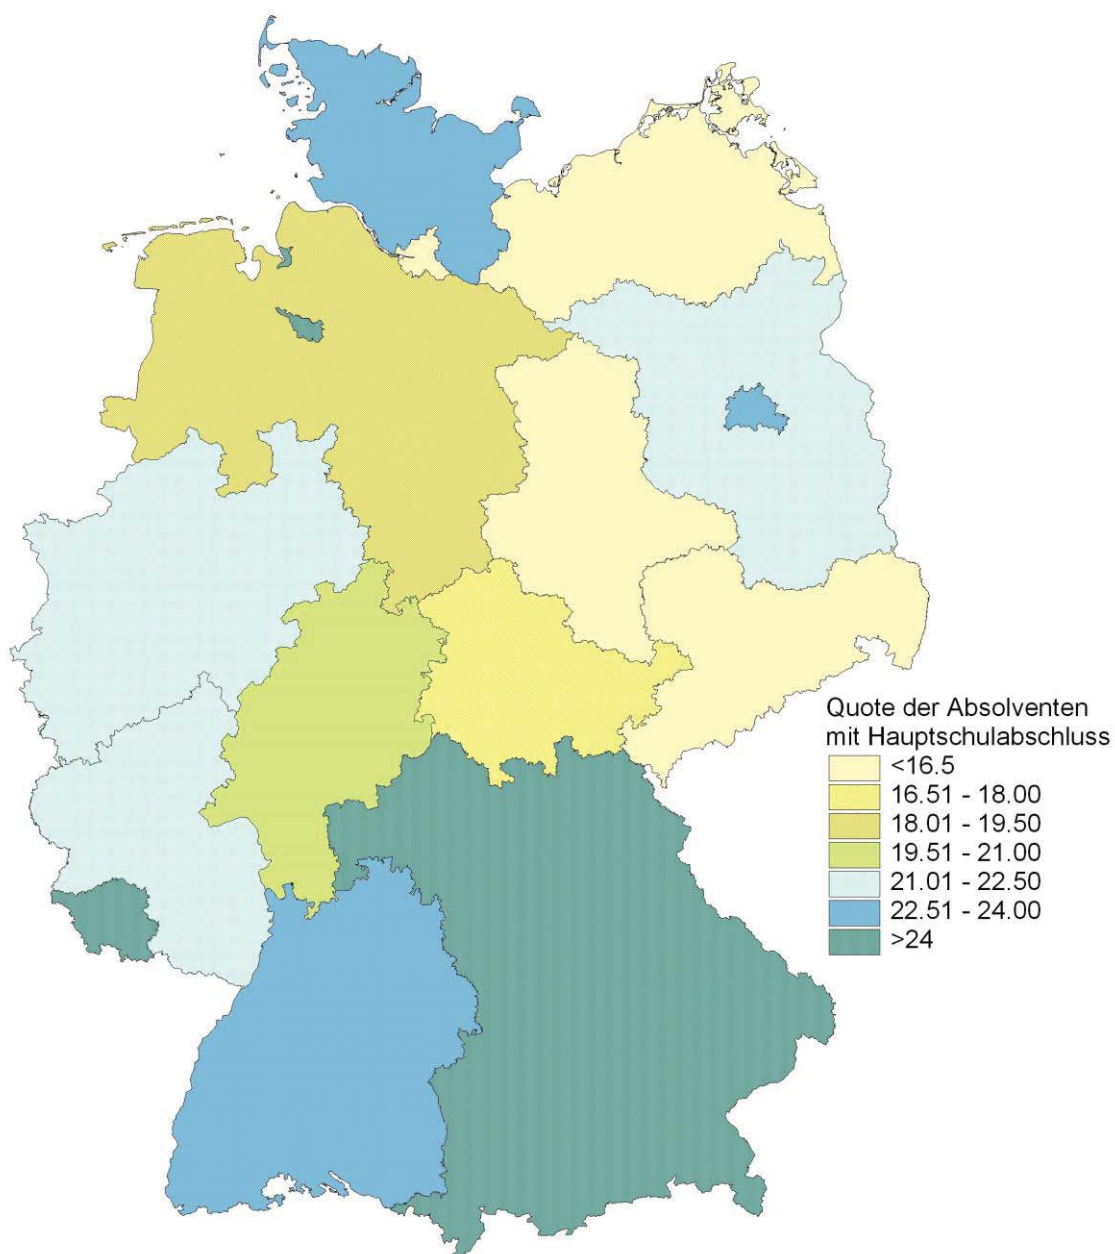 Quote der Absolventen
mit Hauptschulabschluss
<16.5
16.51 - 18.00
18.01 - 19.50
19.51 - 21.00
21.01 - 22.50
22.51 - 24.00
>24